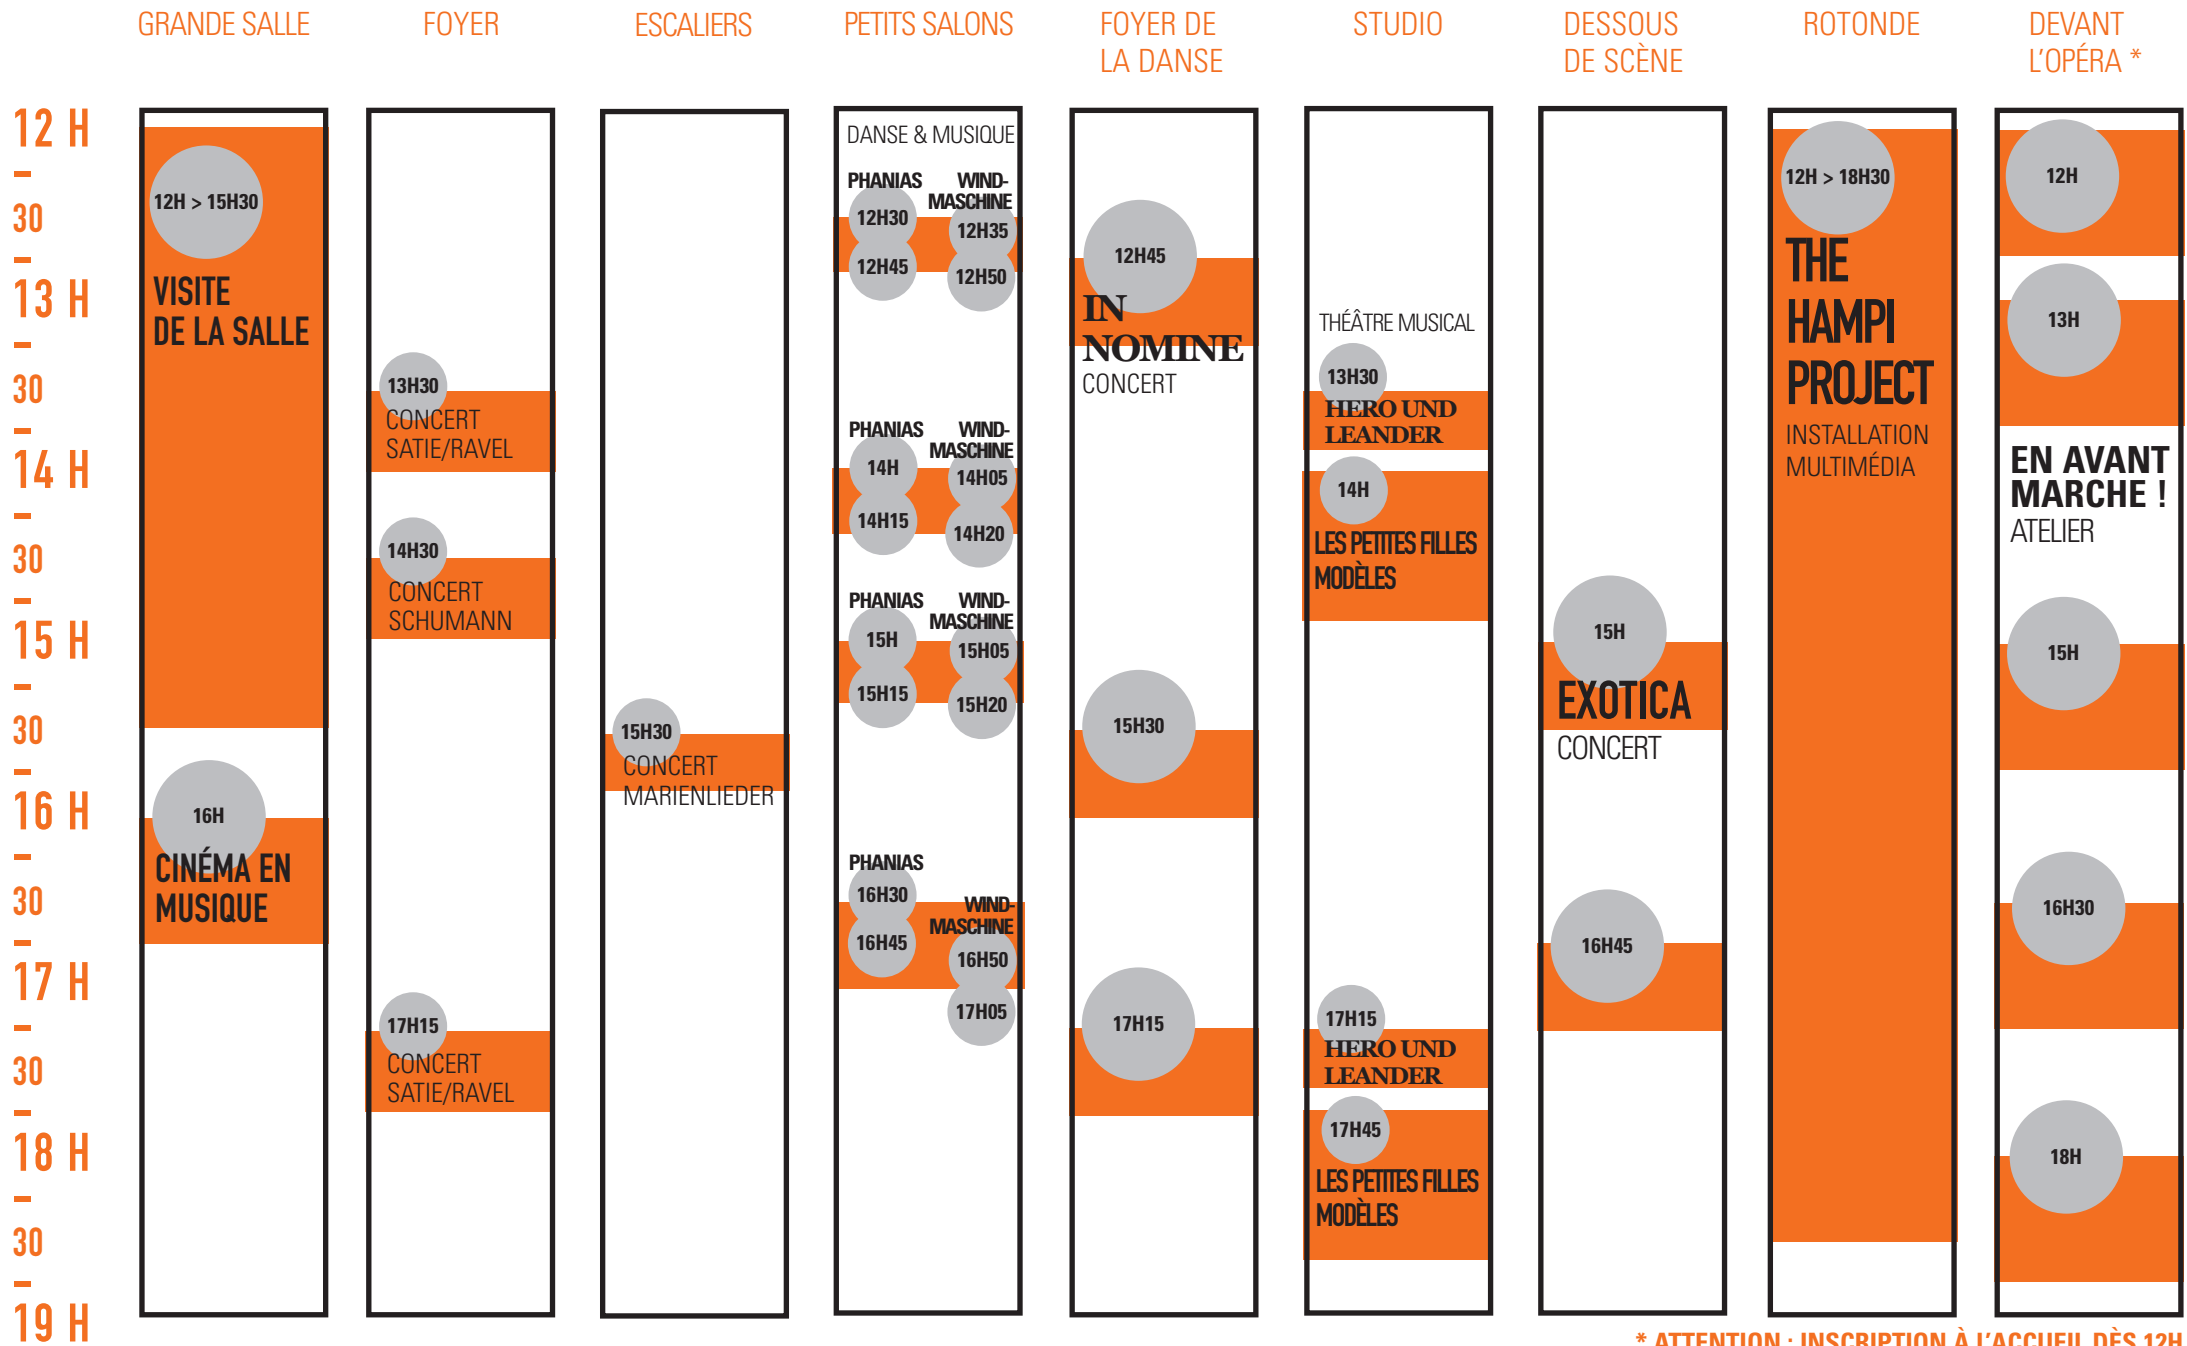 GRANDE SALLE
FOYER
ESCALIERS
PETITS SALONS
FOYER DE
LA DANSE
STUDIO
DESSOUS
DE SCÈNE
ROTONDE
DEVANT
L'OPÉRA *
12 H
30
13 H
30
14 H
30
15 H
30
16 H
30
17 H
30
18 H
30
19 H
12H > 15H30
VISITE
DE LA SALLE
16H
CINÉMA EN
MUSIQUE
13H30
CONCERT
SATIE/RAVEL
14H30
CONCERT
SCHUMANN
17H15
CONCERT
SATIE/RAVEL
15H30
CONCERT
MARIENLIEDER
DANSE & MUSIQUE
PHANIAS
12H30
12H45
WIND-
MASCHINE
12H35
12H50
PHANIAS
14H
14H15
WIND-
MASCHINE
14H05
14H20
PHANIAS
15H
15H15
WIND-
MASCHINE
15H05
15H20
PHANIAS
16H30
16H45
WIND-
MASCHINE
16H50
17H05
12H45
IN
NOMINE
CONCERT
15H30
17H15
THÉÂTRE MUSICAL
13H30
HERO UND
LEANDER
14H
LES PETITES FILLES
MODÈLES
17H15
HERO UND
LEANDER
17H45
LES PETITES FILLES
MODÈLES
15H
EXOTICA
CONCERT
16H45
12H > 18H30
THE
HAMPI
PROJECT
INSTALLATION
MULTIMÉDIA
12H
13H
EN AVANT
MARCHE !
ATELIER
15H
16H30
18H
* ATTENTION : INSCRIPTION À L'ACCUEIL DÈS 12H